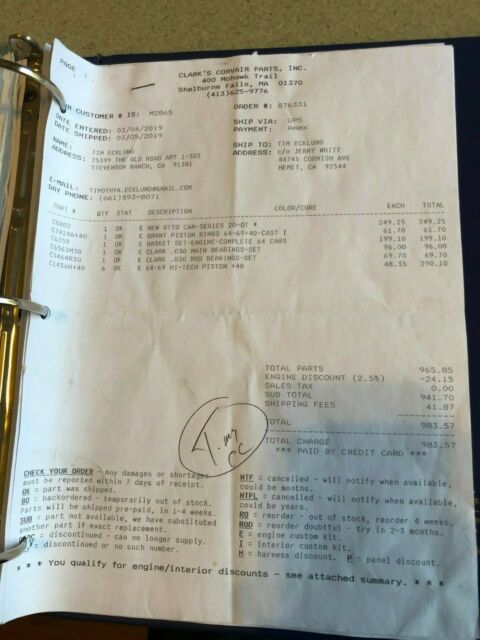 PAGE 1
CLARK'S CORVAIR PARTS, INC.
400 Mohawk Trail
Shelburne Falls, MA 01370
(413)625-9776
CUSTOMER # IS: M2865
ORDER #: 876331
DATE ENTERED: 03/04/2019
DATE SHIPPED: 03/05/2019
SHIP VIA: UPS
PAYMENT: Amex
NAME: TIM ECKLUND
ADDRESS: 25399 THE OLD ROAD APT 1-303
STEVENSON RANCH, CA 91381
SHIP TO: TIM ECKLUND
ADDRESS: c/o JERRY WHITE
44745 CORNISH AVE
HEMET, CA 92544
E-MAIL: TIMOTHYA.ECKLUND@GMAIL.COM
DAY PHONE: (661)593-8071
PART # QTY STAT DESCRIPTION COLOR/CORE EACH TOTAL
1 OK E NEW OTTO CAM-SERIES 20-01 * 249.25 249.25
1 OK E GRANT PISTON RINGS 64-69+40-CAST I 61.70 61.70
C6359 1 OK E GASKET SET-ENGINE-COMPLETE 64 CARS 199.10 199.10
1 OK E CLARK .030 MAIN BEARINGS-SET 96.00 96.00
C5464R30 1 OK E CLARK .030 ROD BEARINGS-SET 69.70 69.70
C1436H+40 6 OK E 64-69 HI-TECH PISTON +40 48.35 290.10
TOTAL PARTS 965.85
ENGINE DISCOUNT (2.5%) -24.15
SALES TAX 0.00
SUB TOTAL 941.70
SHIPPING FEES 41.87
TOTAL 983.57
TOTAL CHARGE 983.57
*** PAID BY CREDIT CARD ***
CC
CHECK YOUR ORDER - Any damages or shortages
must be reported within 7 days of receipt.
OK = part was shipped.
BO = backordered - temporarily out of stock.
Parts will be shipped pre-paid, in 1-4 weeks.
SUB = part not available, we have substituted
another part if exact replacement.
= discontinued - can no longer supply.
= discontinued or no such number.
NTF = cancelled - will notify when available,
could be months.
NTFL = cancelled - will notify when available,
could be years.
RO = reorder - out of stock, reorder 4 weeks.
ROD = reorder doubtful - try in 2-3 months.
E = engine custom kit.
I = interior custom kit.
H = harness discount. P = panel discount.
* * * You qualify for engine/interior discounts - see attached summary. * * *